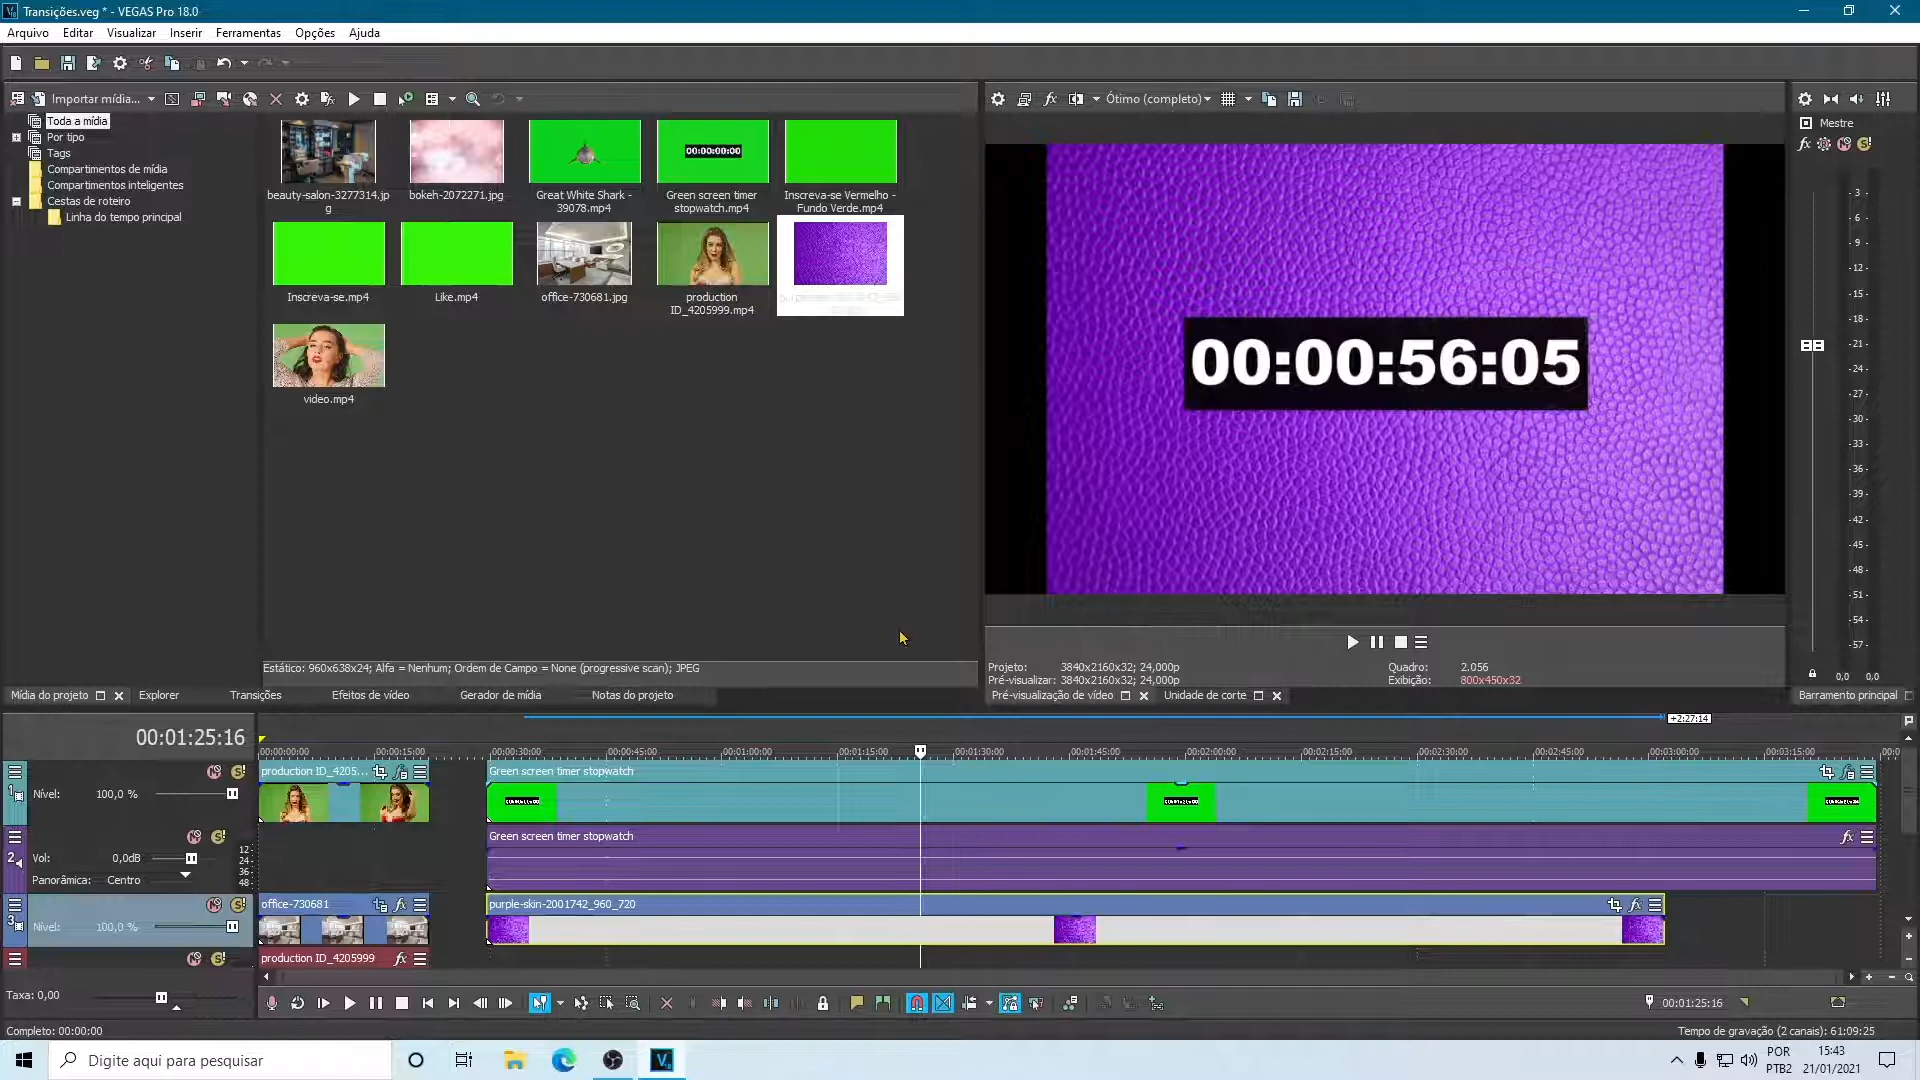 Transições.veg * - VEGAS Pro 18.0
Arquivo Editar Visualizar Inserir Ferramentas Opções Ajuda
Importar mídia...
Ótimo (completo)
Toda a mídia
Por tipo
Tags
Compartimentos de mídia
Compartimentos inteligentes
Cestas de roteiro
Linha do tempo principal
beauty-salon-3277314.jp
g
bokeh-2072271.jpg
Great White Shark -
39078.mp4
00:00:00:00
Green screen timer
stopwatch.mp4
Inscreva-se Vermelho -
Fundo Verde.mp4
Inscreva-se.mp4
Like.mp4
office-730681.jpg
production
ID_4205999.mp4
video.mp4
Estático: 960x638x24; Alfa = Nenhum; Ordem de Campo = None (progressive scan); JPEG
00:00:56:05
Mestre
- 3 -
- 6 -
- 9 -
- 12 -
- 15 -
- 18 -
- 21 -
- 24 -
- 27 -
- 30 -
- 33 -
- 36 -
- 39 -
- 42 -
- 45 -
- 48 -
- 51 -
- 54 -
- 57 -
0,0 0,0
Projeto: 3840x2160x32; 24,000p
Quadro: 2.056
Pré-visualizar: 3840x2160x32; 24,000p
Exibição: 800x450x32
Mídia do projeto Explorer Transições Efeitos de vídeo Gerador de mídia Notas do projeto
Pré-visualização de vídeo Unidade de corte
Barramento principal
+2:27:14
00:01:25:16
00:00:00:00 00:00:15:00 00:00:30:00 00:00:45:00 00:01:00:00 00:01:15:00 00:01:30:00 00:01:45:00 00:02:00:00 00:02:15:00 00:02:30:00 00:02:45:00 00:03:00:00 00:03:15:00 00:0
1
Nível: 100,0 %
production ID_4205...
Green screen timer stopwatch
2
Vol: 0,0dB
Panorâmica: Centro
12 -
24 -
36 -
48 -
Green screen timer stopwatch
3
Nível: 100,0 %
office-730681
purple-skin-2001742_960_720
production ID_4205999
Taxa: 0,00
00:01:25:16
Completo: 00:00:00
Tempo de gravação (2 canais): 61:09:25
Digite aqui para pesquisar
POR
PTB2
15:43
21/01/2021